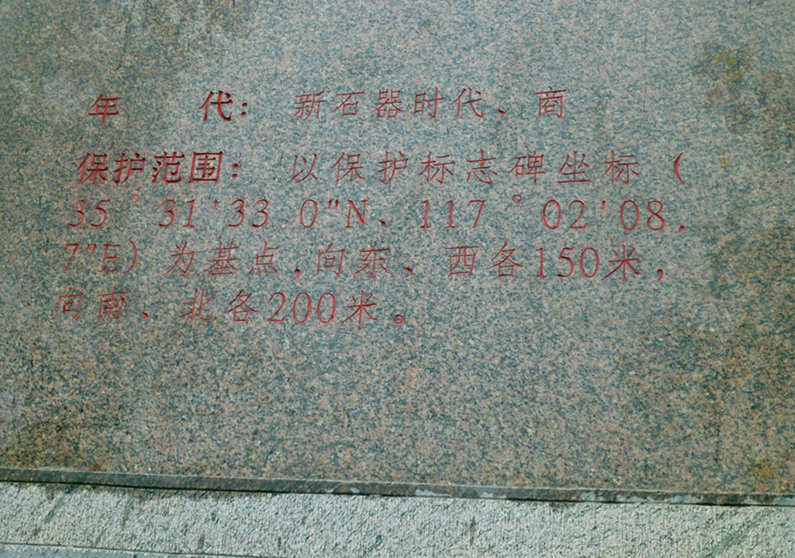 年　　代：　新石器时代、商
保护范围：　以保护标志碑坐标（
35°31'33.0"N、117°02'08.
7"E）为基点，向东、西各150米，
向南、北各200米。